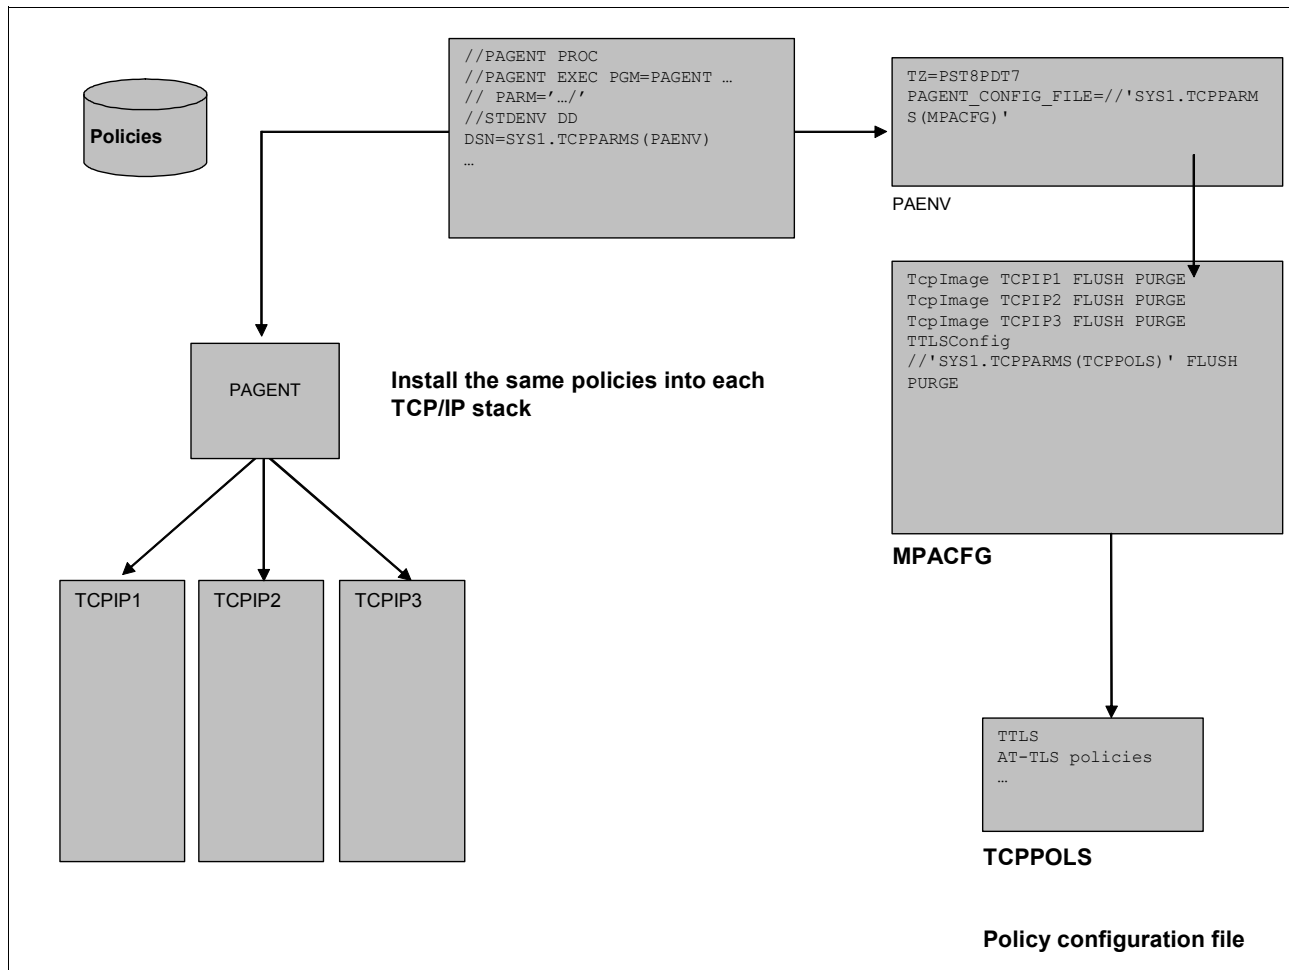 //PAGENT PROC
//PAGENT EXEC PGM=PAGENT …
// PARM='…/'
//STDENV DD
DSN=SYS1.TCPPARMS(PAENV)
…
TZ=PST8PDT7
PAGENT_CONFIG_FILE=//'SYS1.TCPPARM
S(MPACFG)'
Policies
PAENV
TcpImage TCPIP1 FLUSH PURGE
TcpImage TCPIP2 FLUSH PURGE
TcpImage TCPIP3 FLUSH PURGE
TTLSConfig
//'SYS1.TCPPARMS(TCPPOLS)' FLUSH
PURGE
PAGENT
Install the same policies into each
TCP/IP stack
MPACFG
TCPIP1
TCPIP2
TCPIP3
TTLS
AT-TLS policies
…
TCPPOLS
Policy configuration file